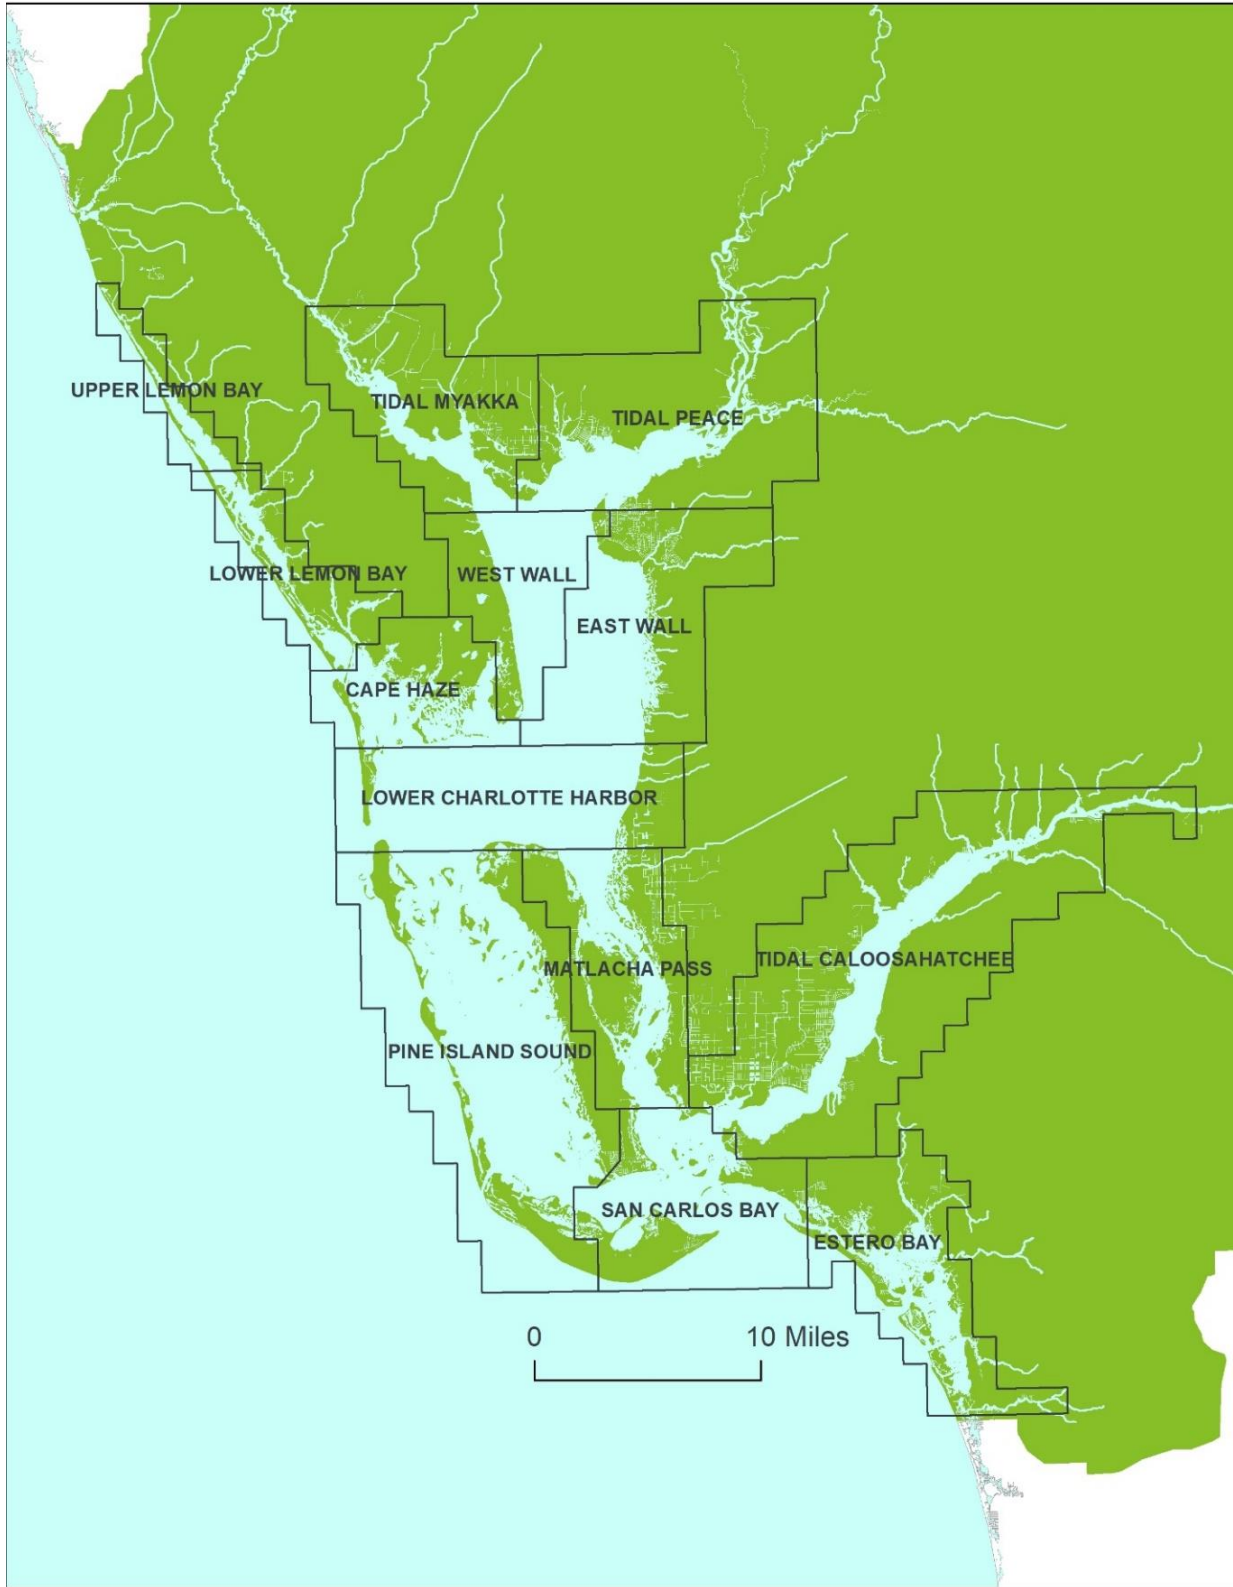 UPPER LEMON BAY
TIDAL MYAKKA
TIDAL PEACE
LOWER LEMON BAY
WEST WALL
EAST WALL
CAPE HAZE
LOWER CHARLOTTE HARBOR
TIDAL CALOOSAHATCHEE
MATLACHA PASS
PINE ISLAND SOUND
SAN CARLOS BAY
ESTERO BAY
0 10 Miles